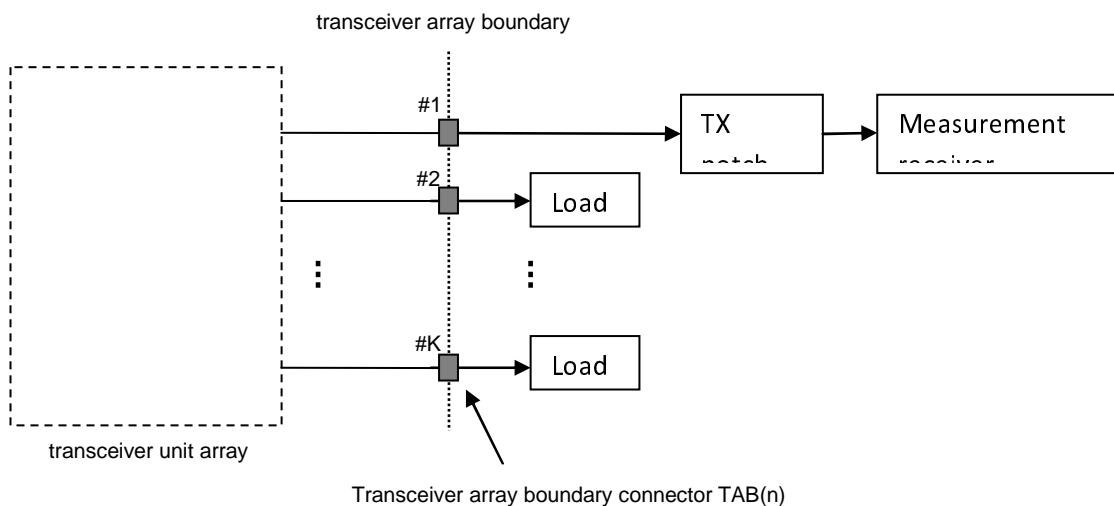 transceiver array boundary
#1
TX
Measurement
#2
Load
#K
Load
transceiver unit array
Transceiver array boundary connector TAB(n)